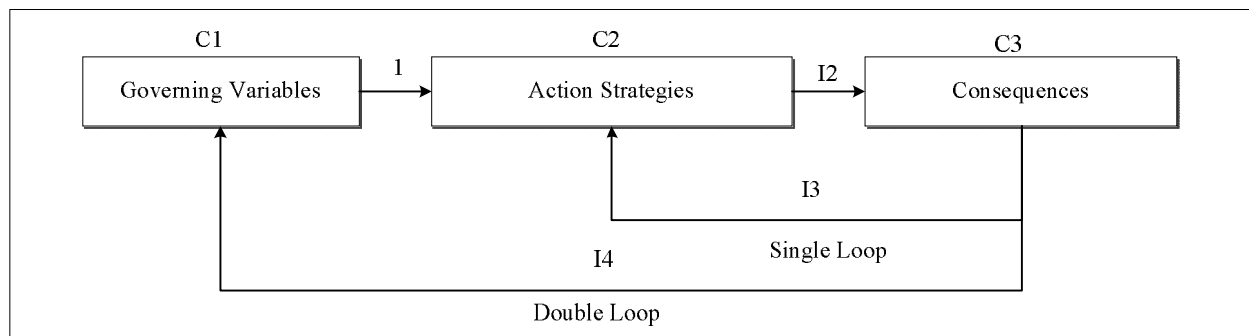 C1
C2
C3
Governing Variables
1
Action Strategies
I2
Consequences
I3
Single Loop
I4
Double Loop